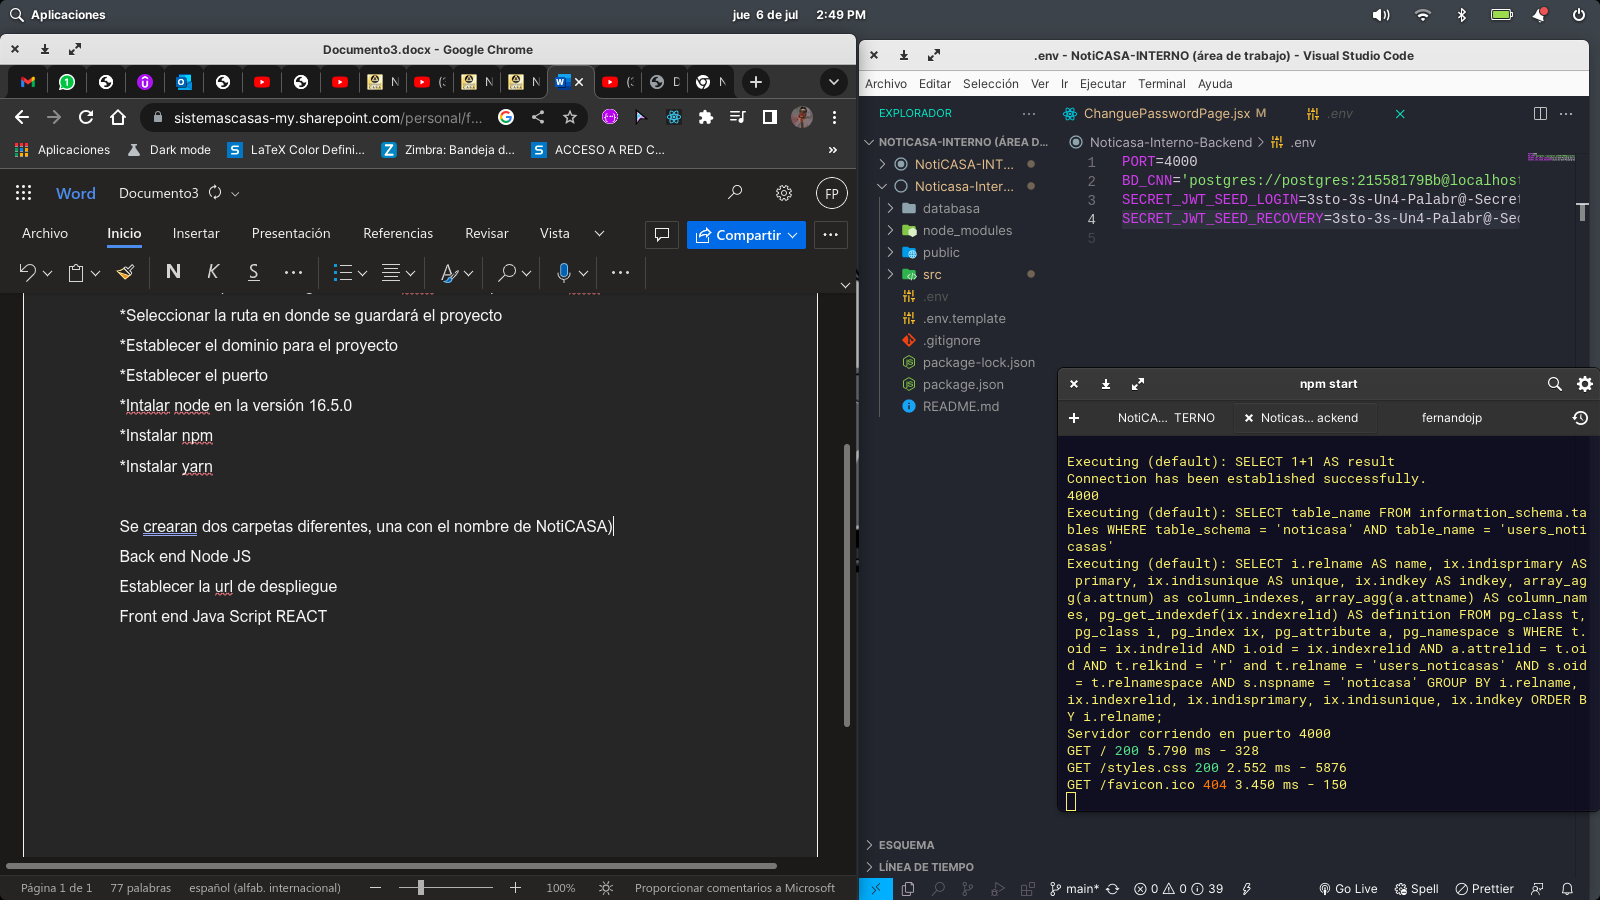 Aplicaciones
jue 6 de jul 2:49 PM
Documento3.docx - Google Chrome
sistemascasas-my.sharepoint.com/personal/f...
Aplicaciones
Dark mode
LaTeX Color Defini...
Zimbra: Bandeja d...
ACCESO A RED C...
»
Word
Documento3
FP
Archivo
Inicio
Insertar
Presentación
Referencias
Revisar
Vista
Compartir
N K S
*Seleccionar la ruta en donde se guardará el proyecto
*Establecer el dominio para el proyecto
*Establecer el puerto
*Intalar node en la versión 16.5.0
*Instalar npm
*Instalar yarn
Se crearan dos carpetas diferentes, una con el nombre de NotiCASA)
Back end Node JS
Establecer la url de despliegue
Front end Java Script REACT
Página 1 de 1
77 palabras
español (alfab. internacional)
100%
Proporcionar comentarios a Microsoft
.env - NotiCASA-INTERNO (área de trabajo) - Visual Studio Code
Archivo Editar Selección Ver Ir Ejecutar Terminal Ayuda
EXPLORADOR
NOTICASA-INTERNO (ÁREA D...
NotiCASA-INT...
Noticasa-Inter...
databasa
node_modules
public
src
.env
.env.template
.gitignore
package-lock.json
package.json
README.md
ESQUEMA
LÍNEA DE TIEMPO
ChanguePasswordPage.jsx M
.env
Noticasa-Interno-Backend > .env
1 PORT=4000
2 BD_CNN='postgres://postgres:21558179Bb@localhost
3 SECRET_JWT_SEED_LOGIN=3sto-3s-Un4-Palabr@-Secret
4 SECRET_JWT_SEED_RECOVERY=3sto-3s-Un4-Palabr@-Sec
5
npm start
NotiCA... TERNO
Noticas... ackend
fernandojp
Executing (default): SELECT 1+1 AS result
Connection has been established successfully.
4000
Executing (default): SELECT table_name FROM information_schema.ta
bles WHERE table_schema = 'noticasa' AND table_name = 'users_noti
casas'
Executing (default): SELECT i.relname AS name, ix.indisprimary AS
primary, ix.indisunique AS unique, ix.indkey AS indkey, array_ag
g(a.attnum) as column_indexes, array_agg(a.attname) AS column_nam
es, pg_get_indexdef(ix.indexrelid) AS definition FROM pg_class t,
pg_class i, pg_index ix, pg_attribute a, pg_namespace s WHERE t.
oid = ix.indrelid AND i.oid = ix.indexrelid AND a.attrelid = t.oi
d AND t.relkind = 'r' and t.relname = 'users_noticasas' AND s.oid
= t.relnamespace AND s.nspname = 'noticasa' GROUP BY i.relname,
ix.indexrelid, ix.indisprimary, ix.indisunique, ix.indkey ORDER B
Y i.relname;
Servidor corriendo en puerto 4000
GET / 200 5.790 ms - 328
GET /styles.css 200 2.552 ms - 5876
GET /favicon.ico 404 3.450 ms - 150
main*
0 0 39
Go Live
Spell
Prettier